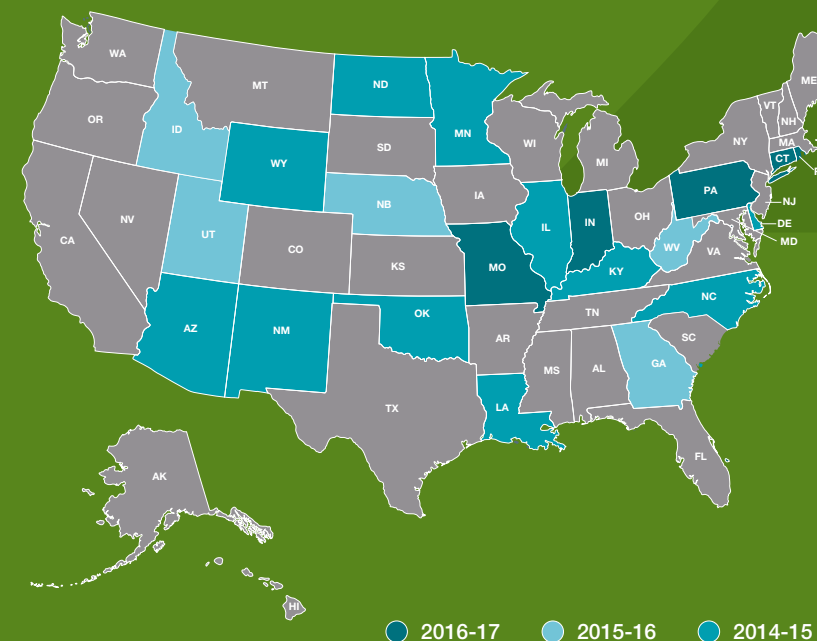 WA
MT
ND
MN
OR
ID
WY
SD
WI
MI
NY
VT
NH
ME
MA
CT
PA
NJ
DE
MD
NV
UT
NB
IA
IL
IN
OH
WV
VA
CA
CO
KS
MO
KY
NC
AZ
NM
OK
AR
TN
SC
TX
LA
MS
AL
GA
FL
AK
HI
2016-17 2015-16 2014-15